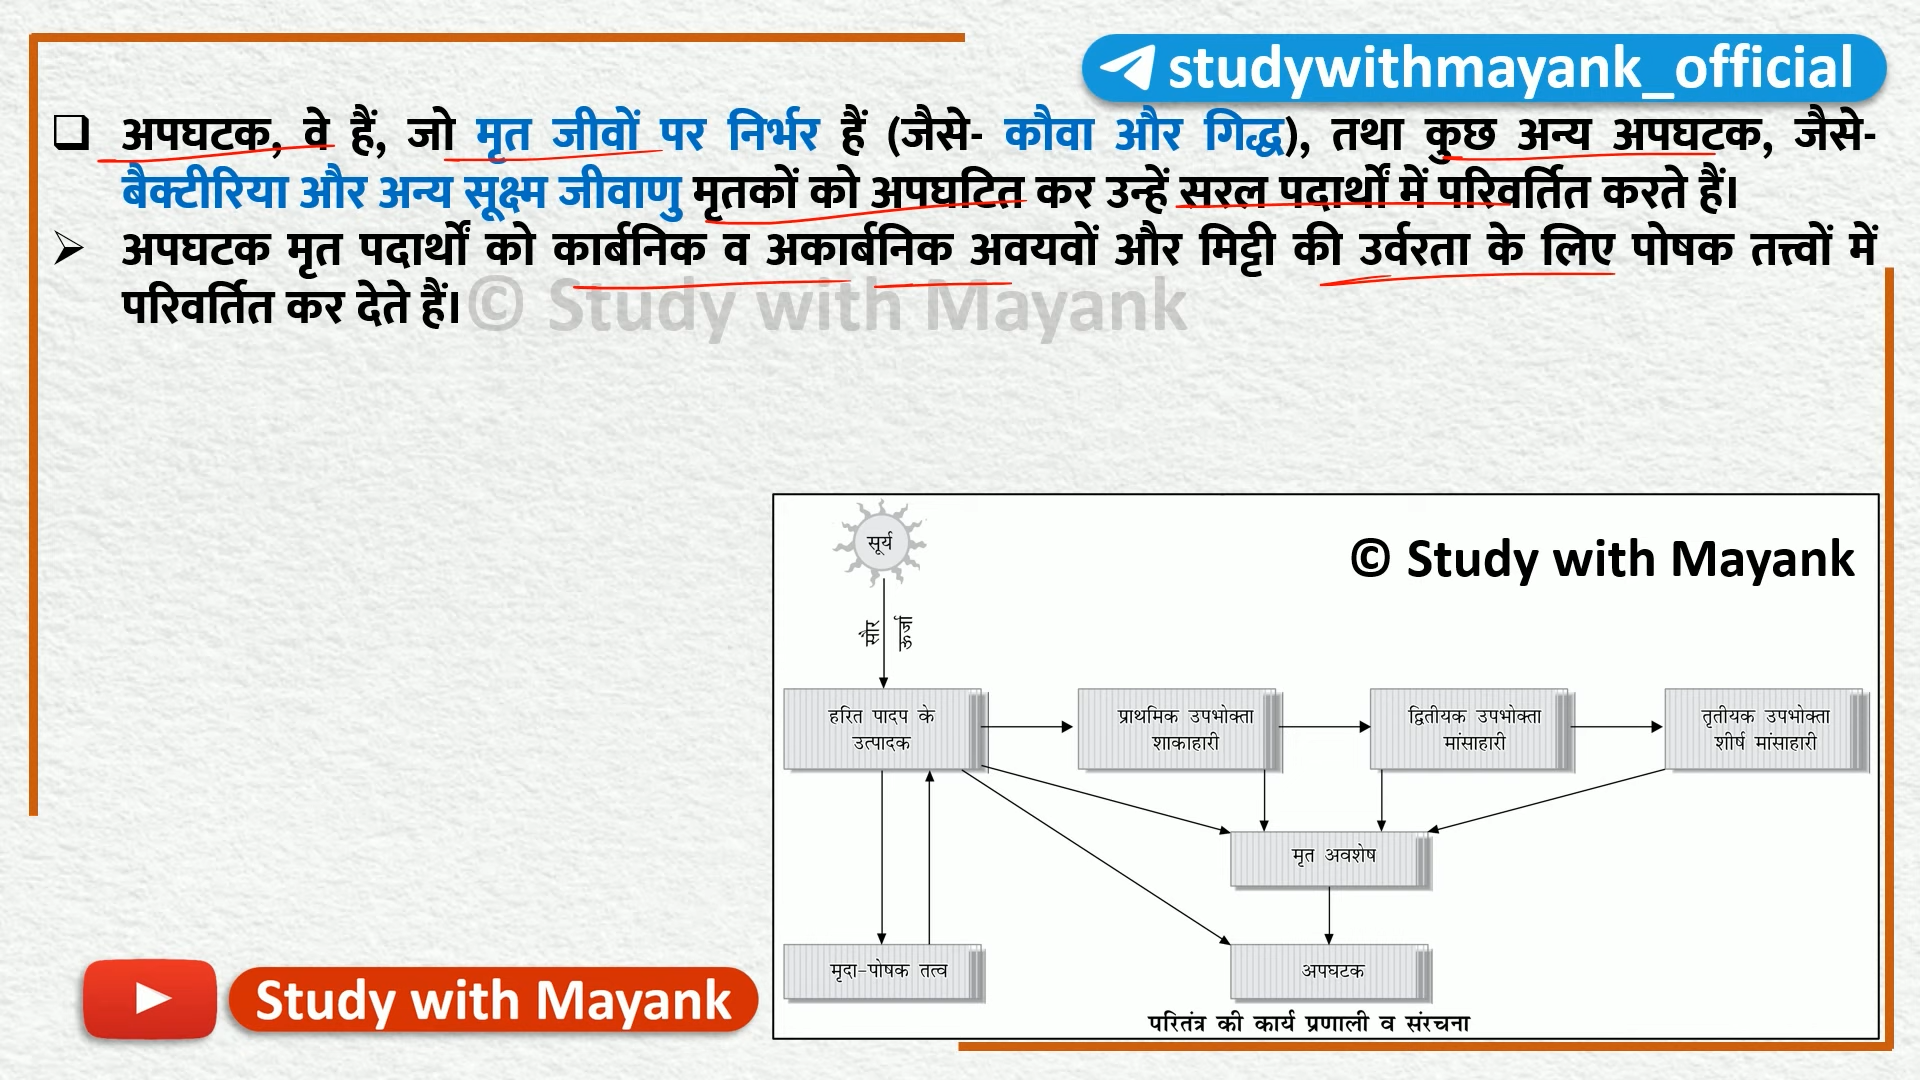 studywithmayank_official
❑ अपघटक, वे हैं, जो मृत जीवों पर निर्भर हैं (जैसे- कौवा और गिद्ध), तथा कुछ अन्य अपघटक, जैसे-
बैक्टीरिया और अन्य सूक्ष्म जीवाणु मृतकों को अपघटित कर उन्हें सरल पदार्थों में परिवर्तित करते हैं।
➢ अपघटक मृत पदार्थों को कार्बनिक व अकार्बनिक अवयवों और मिट्टी की उर्वरता के लिए पोषक तत्त्वों में
परिवर्तित कर देते हैं।
© Study with Mayank
सूर्य
© Study with Mayank
सौर
ऊर्जा
हरित पादप के
उत्पादक
प्राथमिक उपभोक्ता
शाकाहारी
द्वितीयक उपभोक्ता
मांसाहारी
तृतीयक उपभोक्ता
शीर्ष मांसाहारी
मृत अवशेष
मृदा-पोषक तत्व
अपघटक
परितंत्र की कार्य प्रणाली व संरचना
Study with Mayank